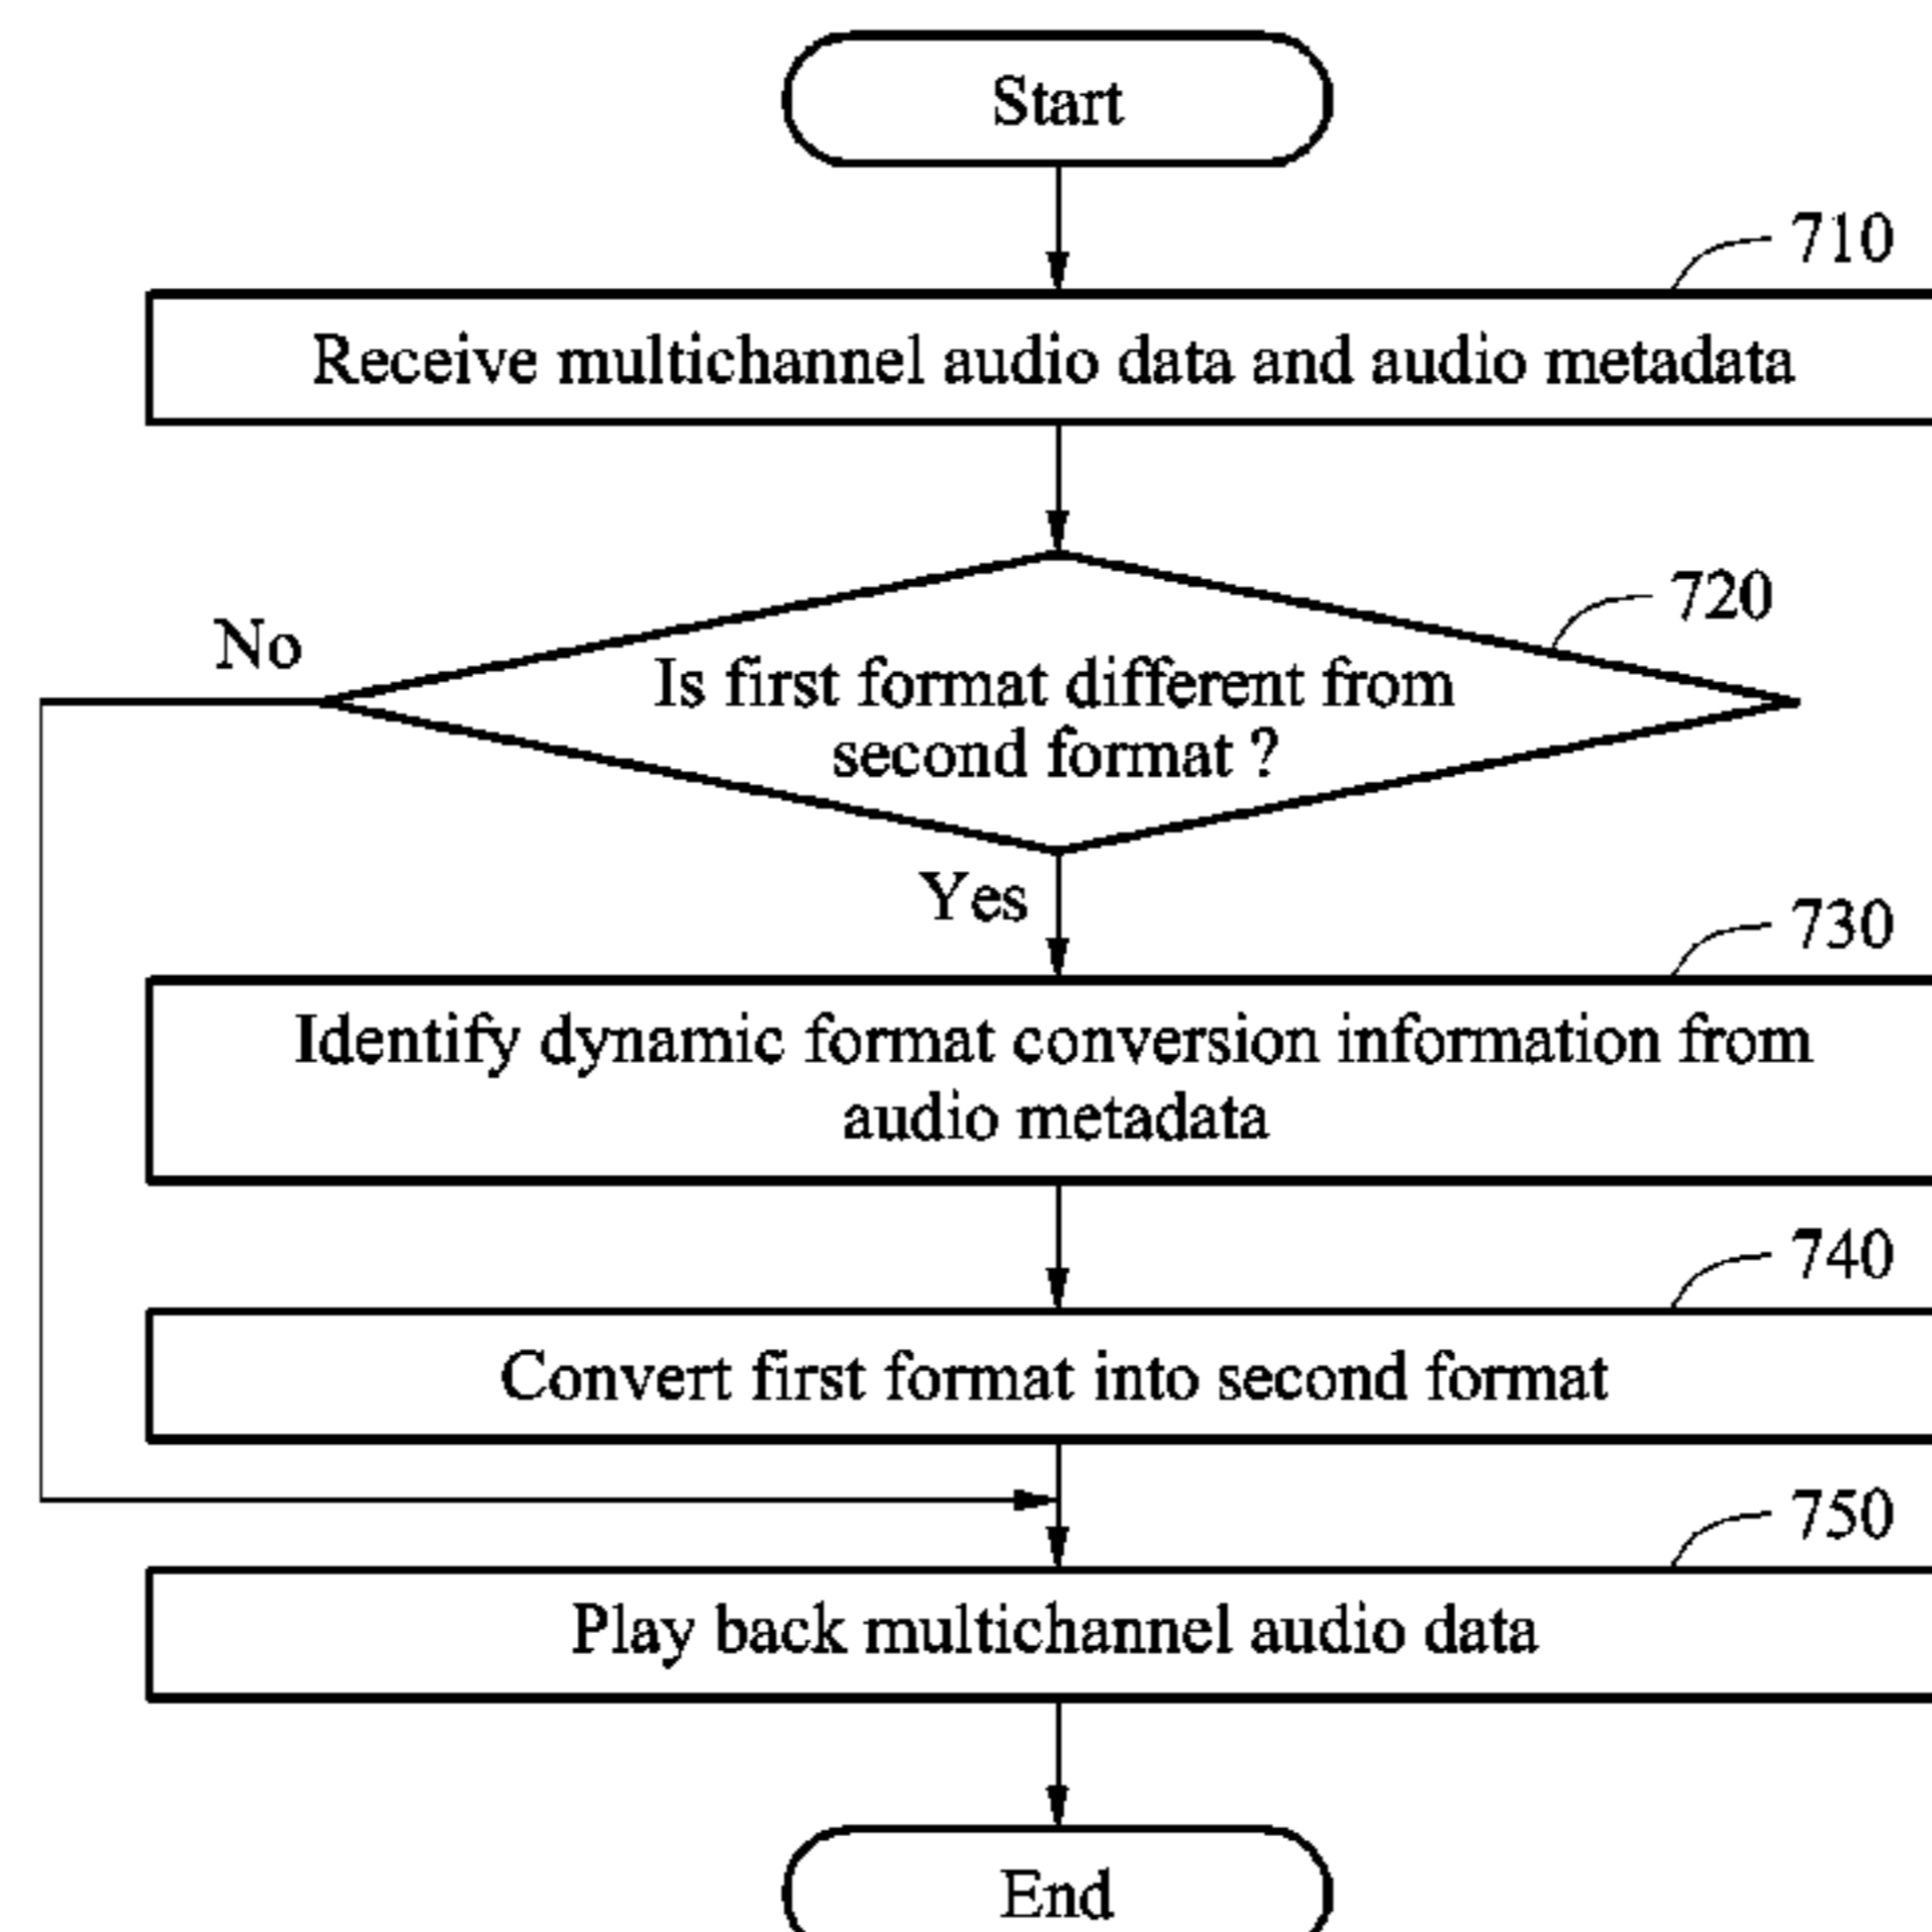 Start
710
Receive multichannel audio data and audio metadata
720
No
Is first format different from
second format ?
Yes
730
Identify dynamic format conversion information from
audio metadata
740
Convert first format into second format
750
Play back multichannel audio data
End